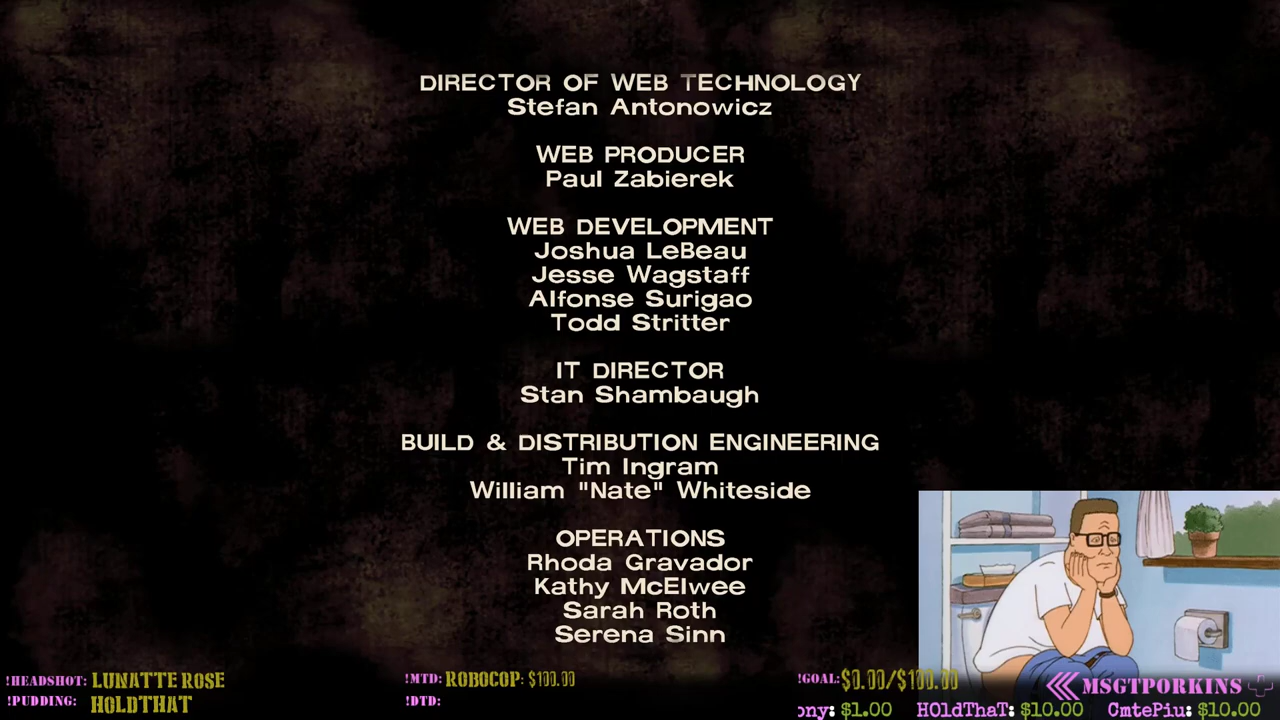 DIRECTOR OF WEB TECHNOLOGY
Stefan Antonowicz
WEB PRODUCER
Paul Zabierek
WEB DEVELOPMENT
Joshua LeBeau
Jesse Wagstaff
Alfonse Surigao
Todd Stritter
IT DIRECTOR
Stan Shambaugh
BUILD & DISTRIBUTION ENGINEERING
Tim Ingram
William "Nate" Whiteside
OPERATIONS
Rhoda Gravador
Kathy McElwee
Sarah Roth
Serena Sinn
!HEADSHOT: LUNATTE ROSE
!PUDDING: HOLDTHAT
!MTD: ROBOCOP: $100.00
!DTD:
!GOAL: $0.00/$100.00
MSGTPORKINS
ony: $1.00 HOldThaT: $10.00 CmtePiu: $10.00